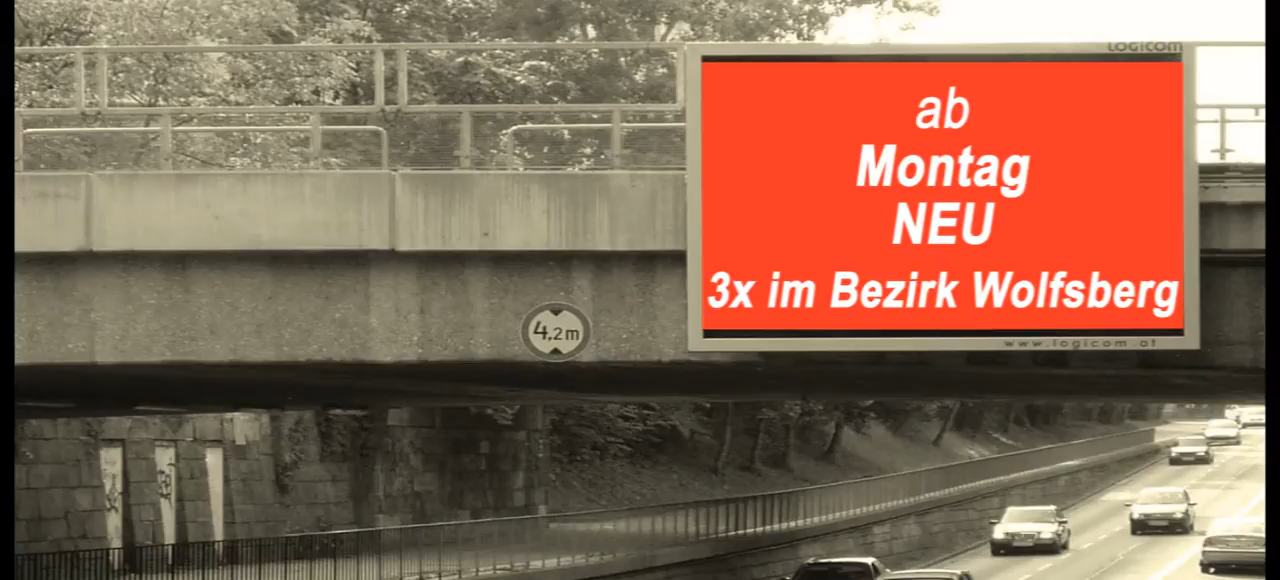 LOGICOM
ab
Montag
NEU
3x im Bezirk Wolfsberg
4,2m
www.logicom.at